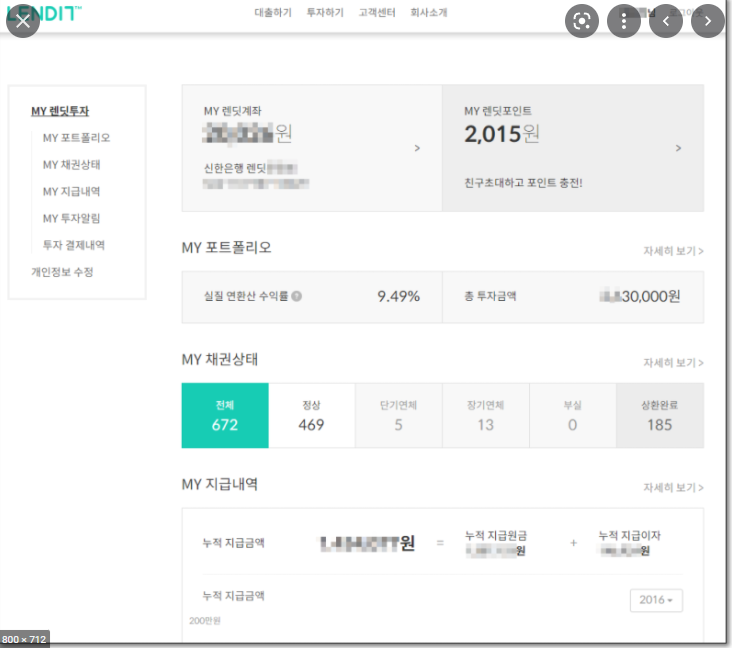 LENDIT™
대출하기 투자하기 고객센터 회사소개
MY 렌딧투자
MY 포트폴리오
MY 채권상태
MY 지급내역
MY 투자알림
투자 결제내역
개인정보 수정
MY 렌딧계좌
원
신한은행 렌딧
MY 렌딧포인트
2,015원
친구초대하고 포인트 충전!
MY 포트폴리오
자세히 보기 >
실질 연환산 수익률 ? 9.49%
총 투자금액 30,000원
MY 채권상태
자세히 보기 >
전체 정상 단기연체 장기연체 부실 상환완료
672 469 5 13 0 185
MY 지급내역
자세히 보기 >
누적 지급금액 원 = 누적 지급원금 + 누적 지급이자
원 원
누적 지급금액
2016
200만원
800 × 712